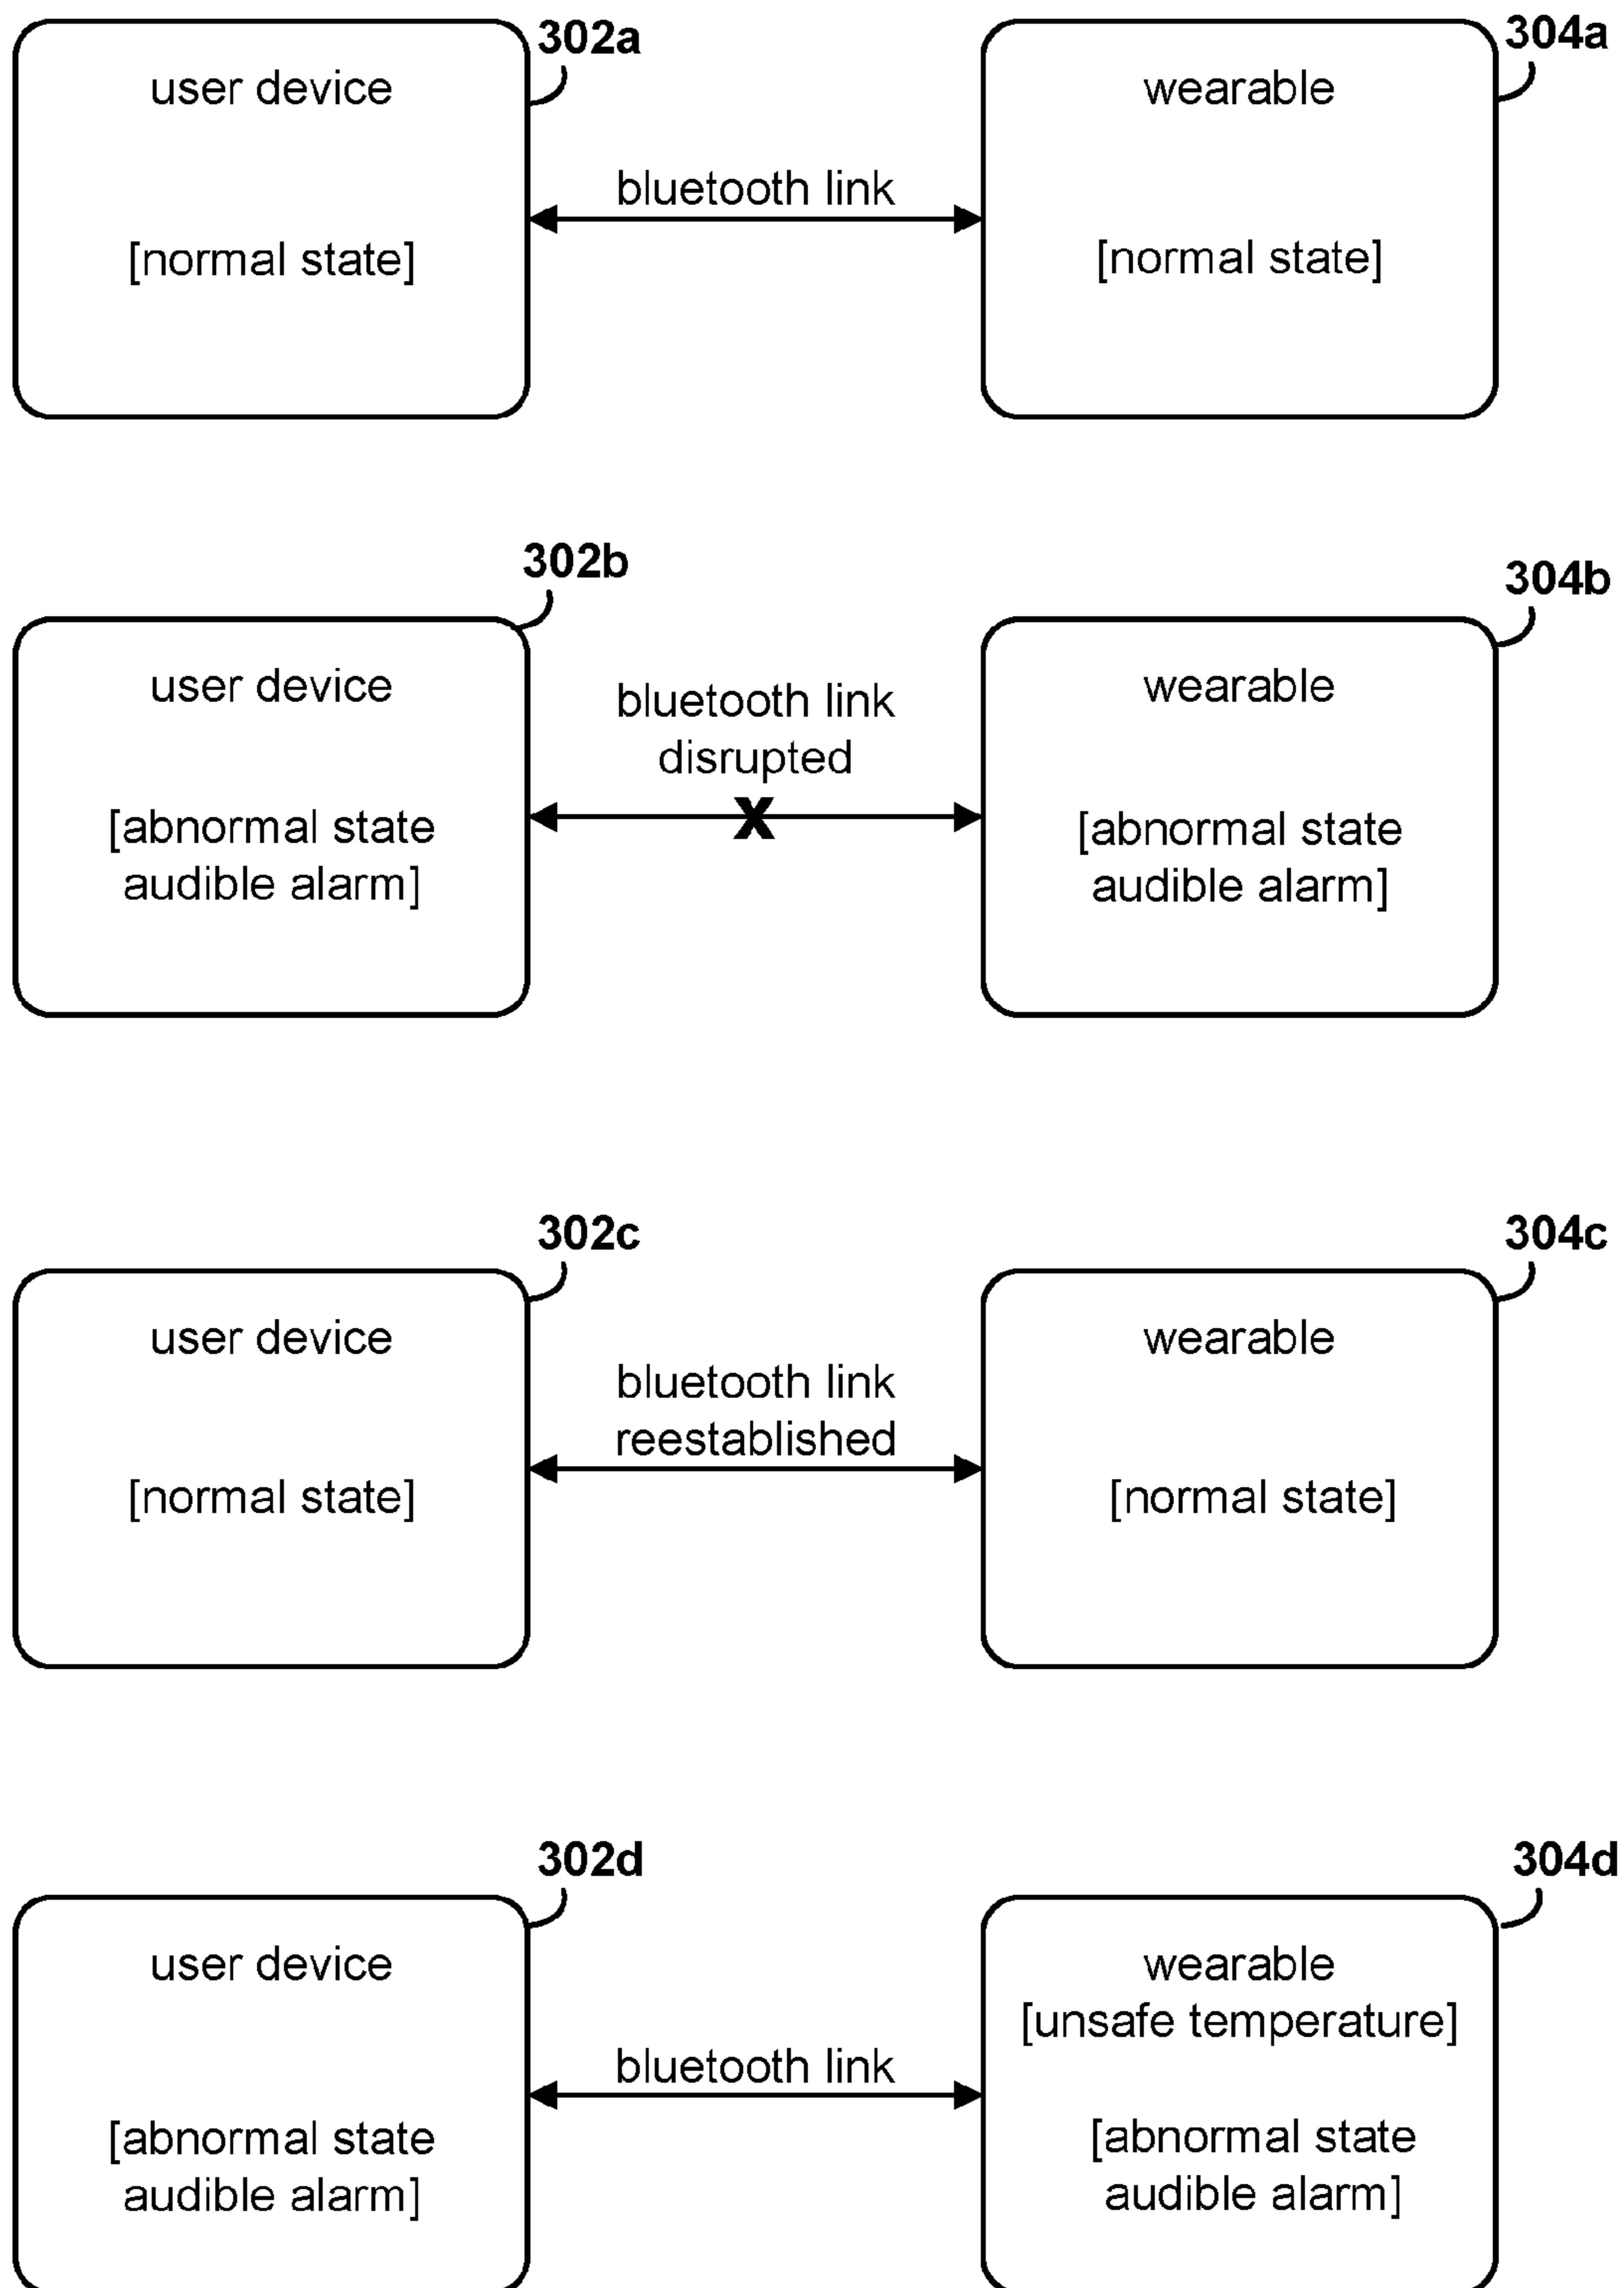 302a
304a
user device
wearable
bluetooth link
[normal state]
[normal state]
302b
304b
user device
wearable
bluetooth link
disrupted
X
[abnormal state
audible alarm]
[abnormal state
audible alarm]
302c
304c
user device
wearable
bluetooth link
reestablished
[normal state]
[normal state]
302d
304d
user device
wearable
[unsafe temperature]
bluetooth link
[abnormal state
audible alarm]
[abnormal state
audible alarm]